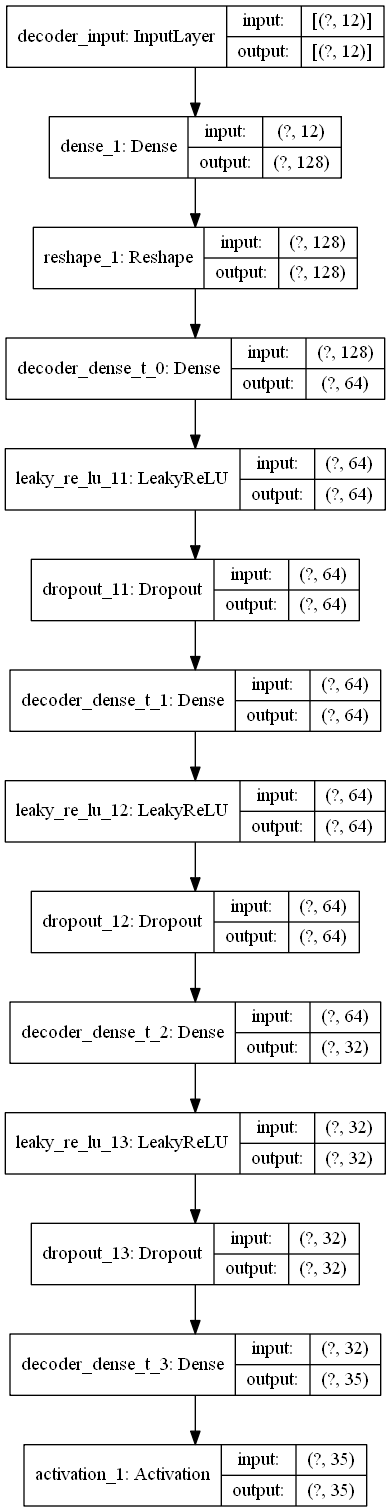 decoder_input: InputLayer
input: [(?, 12)]
output: [(?, 12)]
dense_1: Dense
input: (?, 12)
output: (?, 128)
reshape_1: Reshape
input: (?, 128)
output: (?, 128)
decoder_dense_t_0: Dense
input: (?, 128)
output: (?, 64)
leaky_re_lu_11: LeakyReLU
input: (?, 64)
output: (?, 64)
dropout_11: Dropout
input: (?, 64)
output: (?, 64)
decoder_dense_t_1: Dense
input: (?, 64)
output: (?, 64)
leaky_re_lu_12: LeakyReLU
input: (?, 64)
output: (?, 64)
dropout_12: Dropout
input: (?, 64)
output: (?, 64)
decoder_dense_t_2: Dense
input: (?, 64)
output: (?, 32)
leaky_re_lu_13: LeakyReLU
input: (?, 32)
output: (?, 32)
dropout_13: Dropout
input: (?, 32)
output: (?, 32)
decoder_dense_t_3: Dense
input: (?, 32)
output: (?, 35)
activation_1: Activation
input: (?, 35)
output: (?, 35)